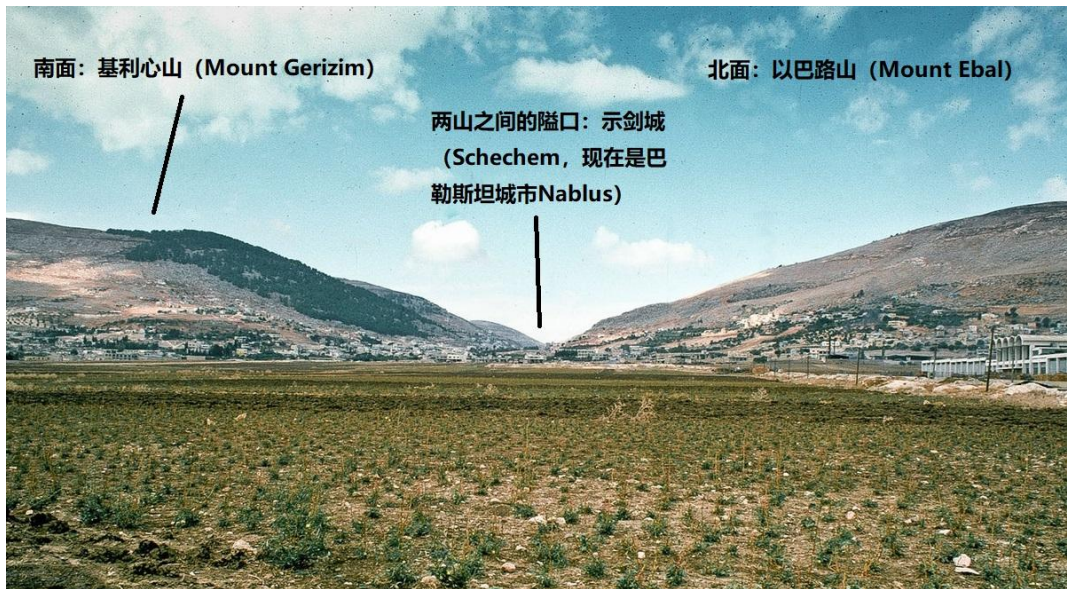 南面：基利心山（Mount Gerizim）
北面：以巴路山（Mount Ebal）
两山之间的隘口：示剑城
（Schechem，现在是巴
勒斯坦城市Nablus）